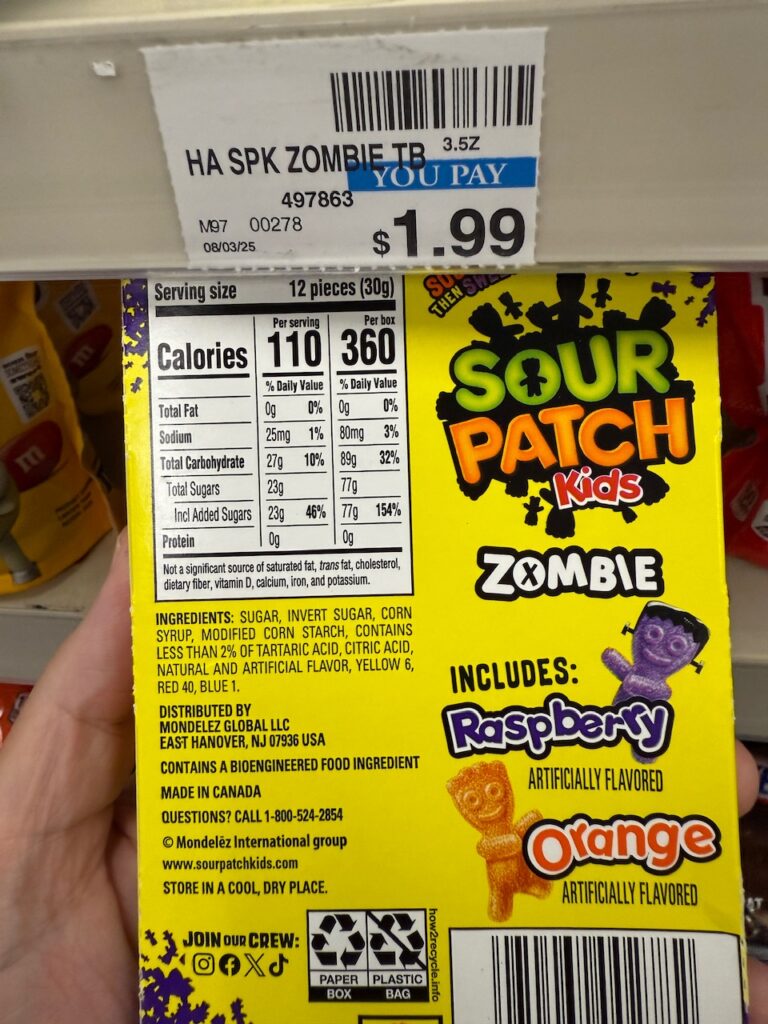 3.5Z
HA SPK ZOMBIE TB
YOU PAY
497863
M97 00278
08/03/25
$1.99
Serving size 12 pieces (30g)
Per serving Per box
Calories 110 360
% Daily Value % Daily Value
Total Fat 0g 0% 0g 0%
Sodium 25mg 1% 80mg 3%
Total Carbohydrate 27g 10% 89g 32%
Total Sugars 23g 77g
Incl Added Sugars 23g 46% 77g 154%
Protein 0g 0g
Not a significant source of saturated fat, trans fat, cholesterol,
dietary fiber, vitamin D, calcium, iron, and potassium.
INGREDIENTS: SUGAR, INVERT SUGAR, CORN
SYRUP, MODIFIED CORN STARCH, CONTAINS
LESS THAN 2% OF TARTARIC ACID, CITRIC ACID,
NATURAL AND ARTIFICIAL FLAVOR, YELLOW 6,
RED 40, BLUE 1.
DISTRIBUTED BY
MONDELEZ GLOBAL LLC
EAST HANOVER, NJ 07936 USA
CONTAINS A BIOENGINEERED FOOD INGREDIENT
MADE IN CANADA
QUESTIONS? CALL 1-800-524-2854
© Mondelēz International group
www.sourpatchkids.com
STORE IN A COOL, DRY PLACE.
JOIN OUR CREW:
PAPER PLASTIC
BOX BAG
how2recycle.info
THEN
SOUR
PATCH
Kids
ZOMBIE
INCLUDES:
Raspberry
ARTIFICIALLY FLAVORED
Orange
ARTIFICIALLY FLAVORED
m
m